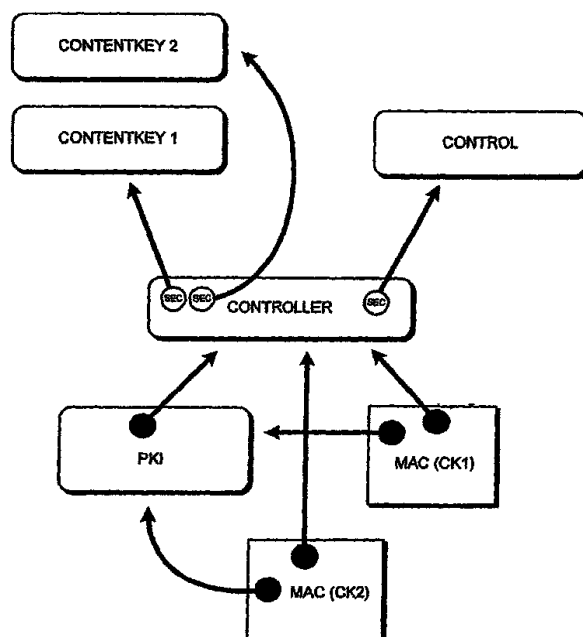 CONTENTKEY 2
CONTENTKEY 1
CONTROL
SEC SEC CONTROLLER SEC
PKI
MAC (CK1)
MAC (CK2)